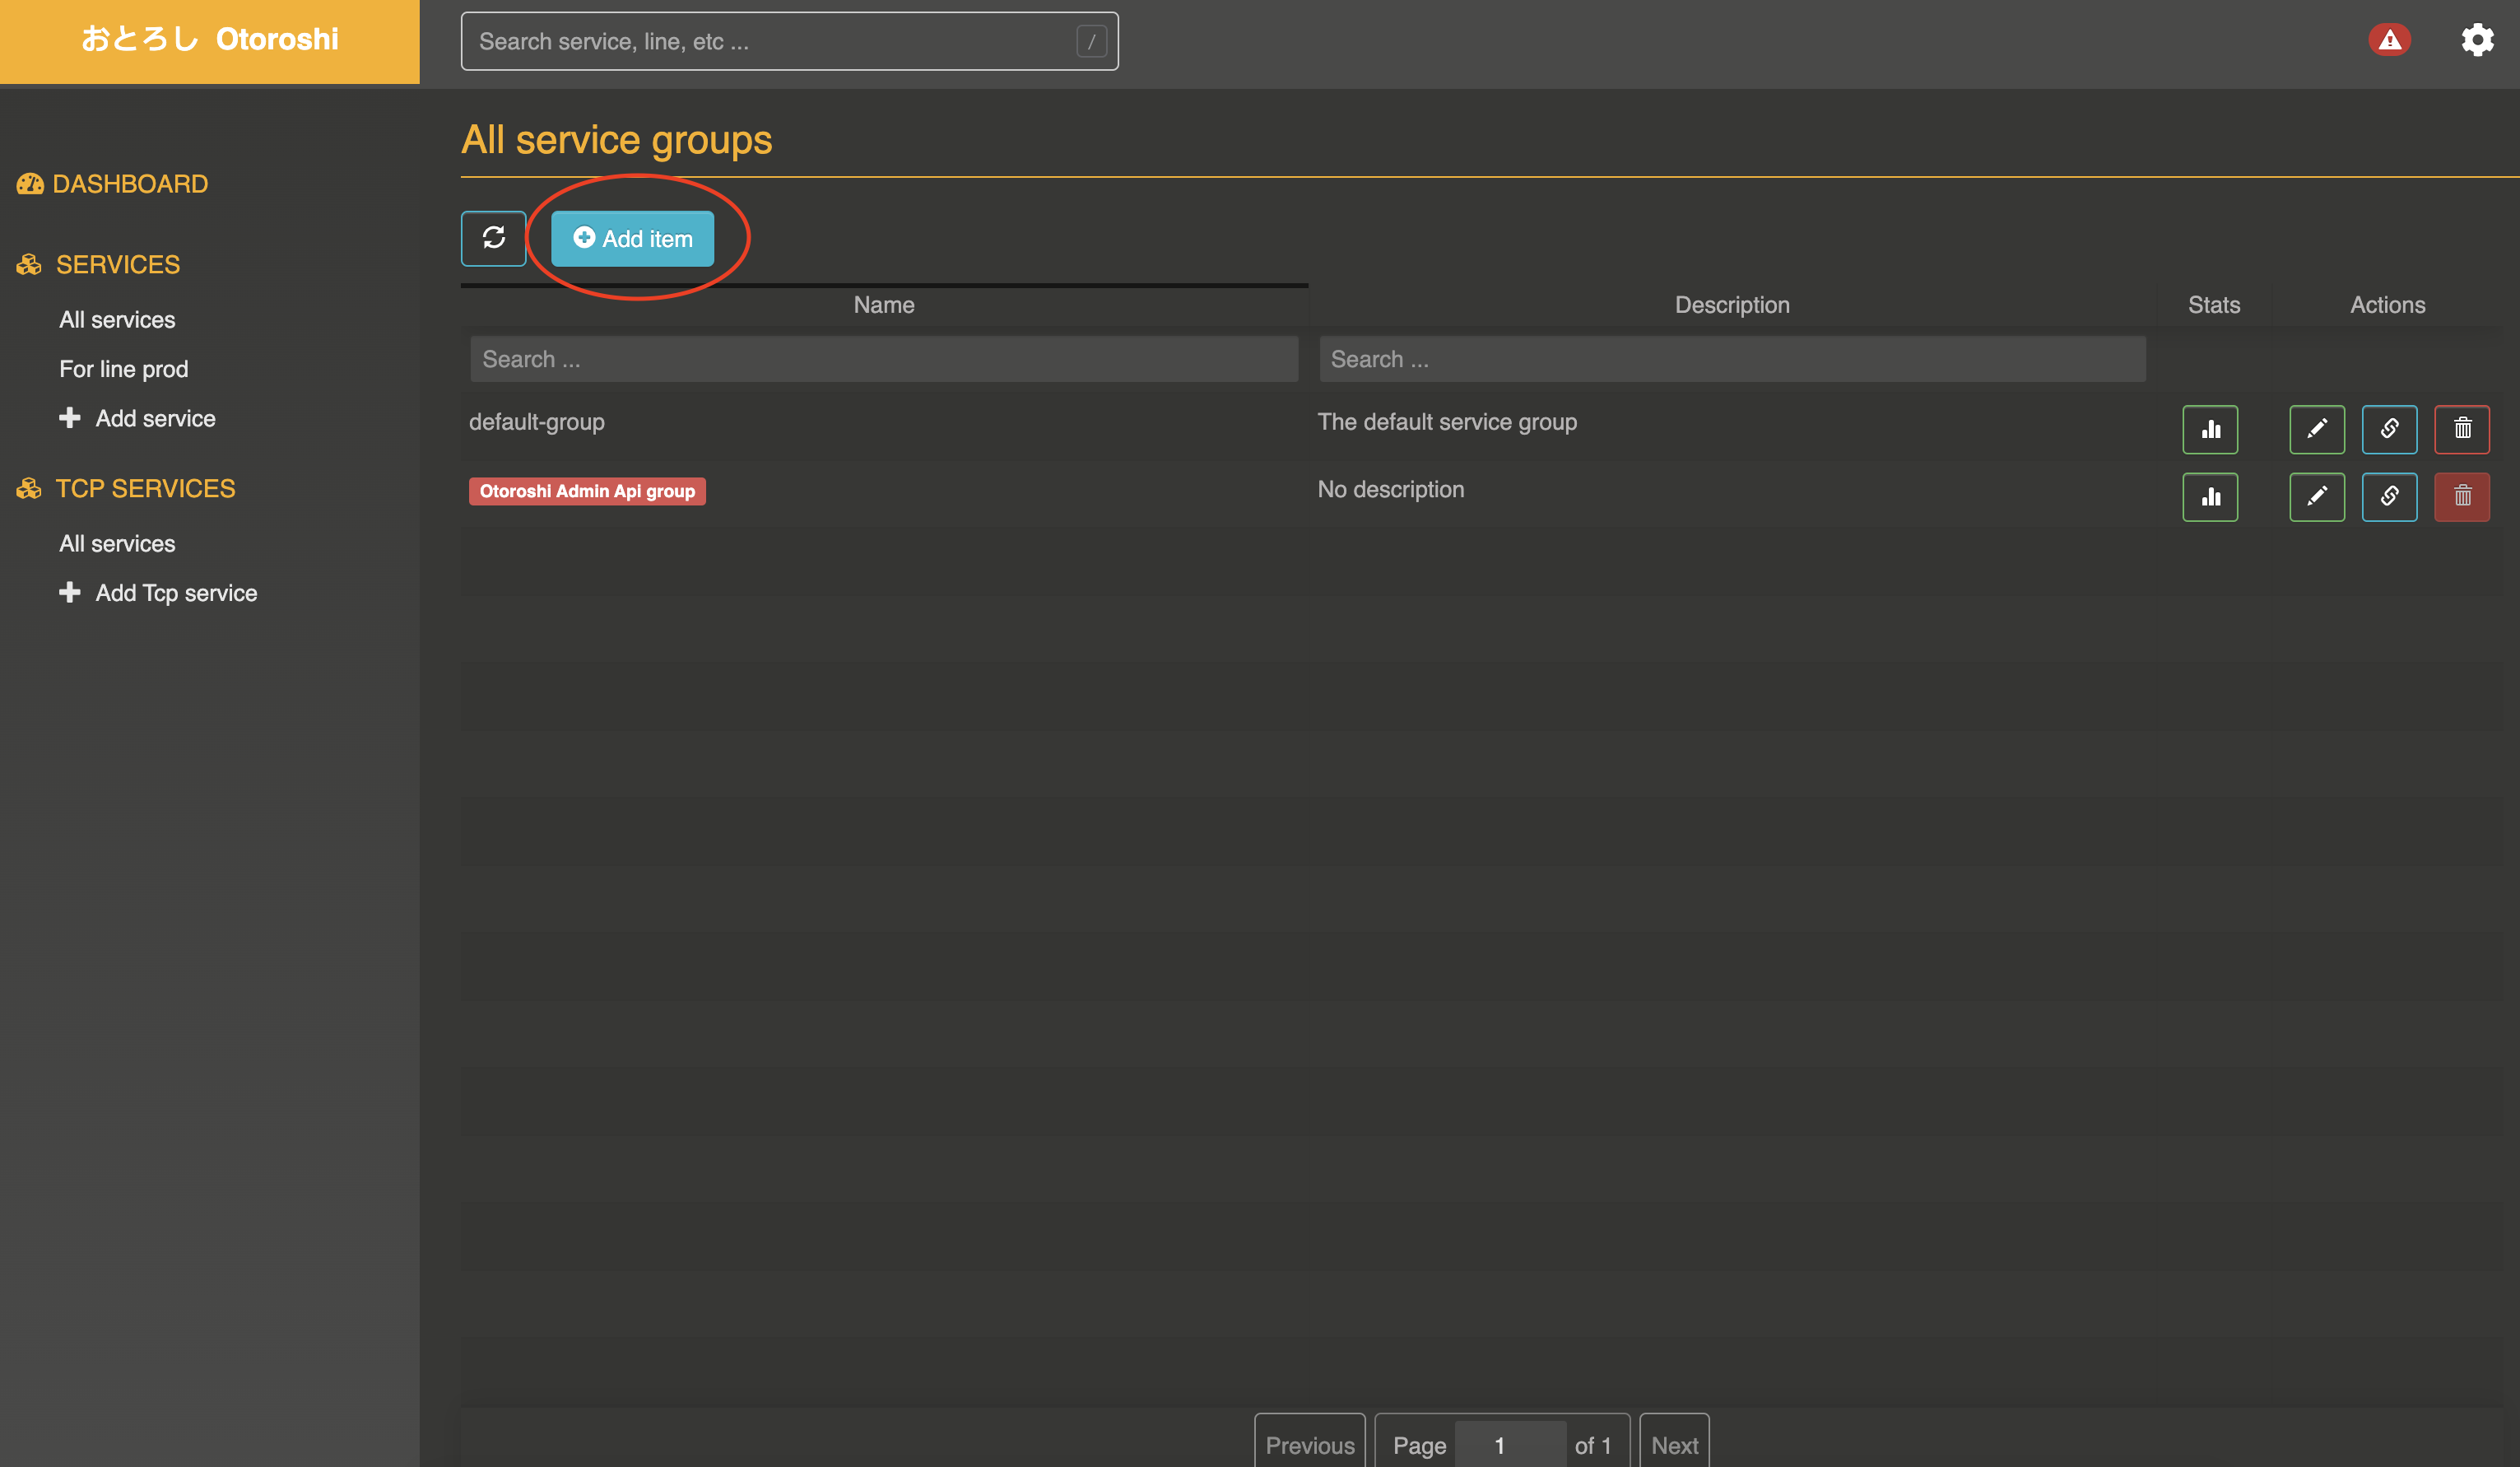 おとろし Otoroshi
Search service, line, etc ...
/
All service groups
DASHBOARD
Add item
SERVICES
Name
Description
Stats
Actions
All services
Search ...
Search ...
For line prod
Add service
default-group
The default service group
TCP SERVICES
Otoroshi Admin Api group
No description
All services
Add Tcp service
Previous
Page 1 of 1
Next